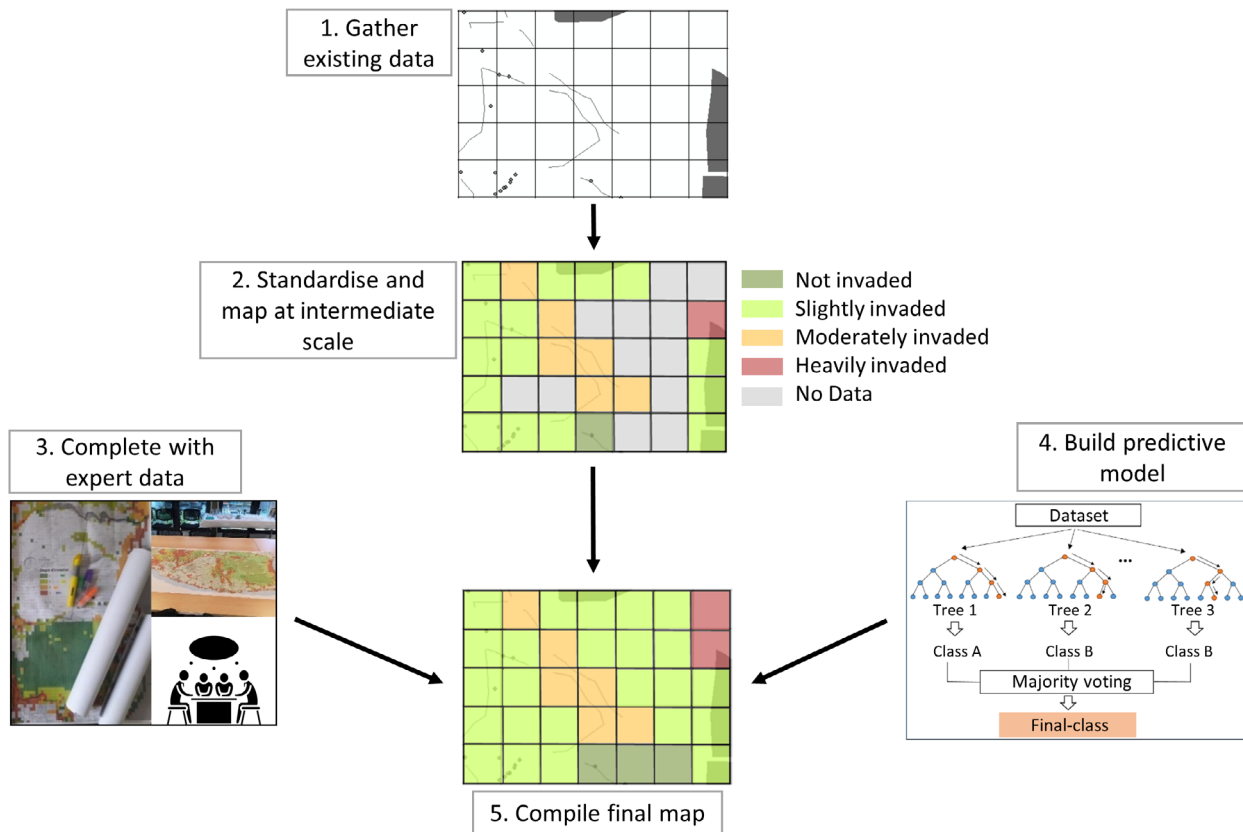 1. Gather
existing data
2. Standardise and
map at intermediate
scale
Not invaded
Slightly invaded
Moderately invaded
Heavily invaded
No Data
3. Complete with
expert data
4. Build predictive
model
Dataset
...
Tree 1
Tree 2
Tree 3
Class A
Class B
Class B
Majority voting
Final-class
5. Compile final map